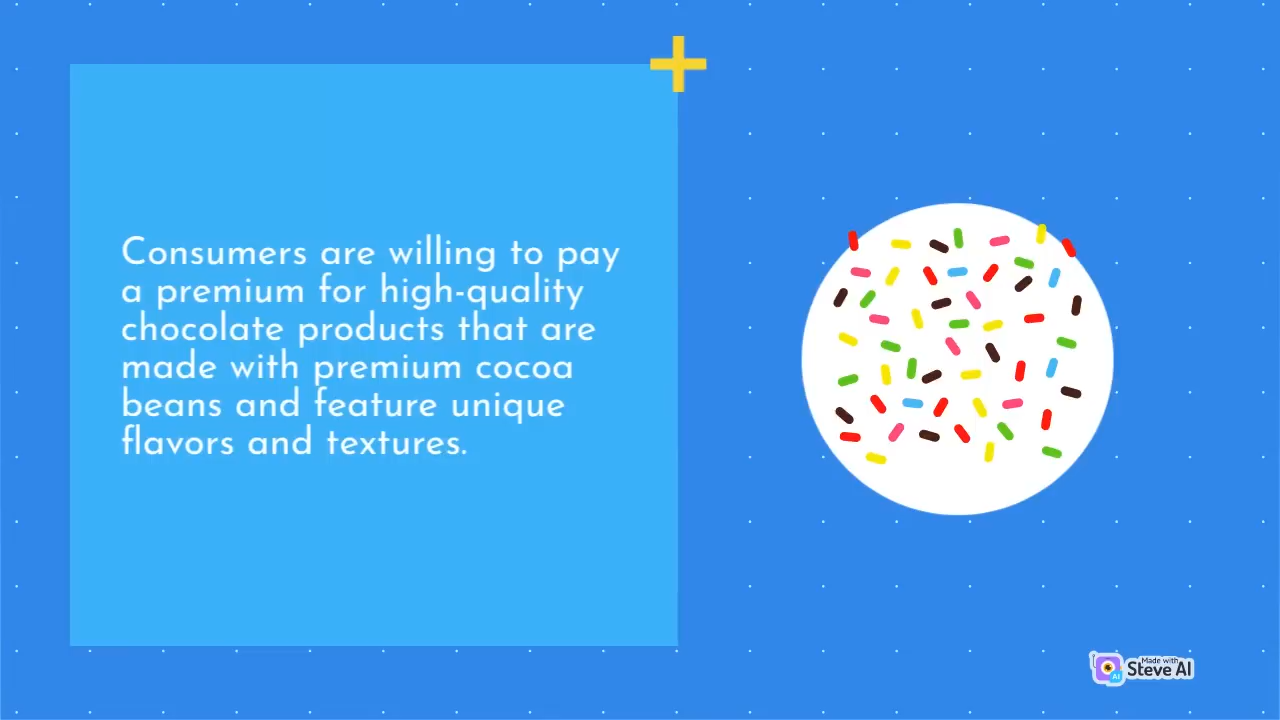 Consumers are willing to pay
a premium for high-quality
chocolate products that are
made with premium cocoa
beans and feature unique
flavors and textures.
Made with
Steve AI
AI